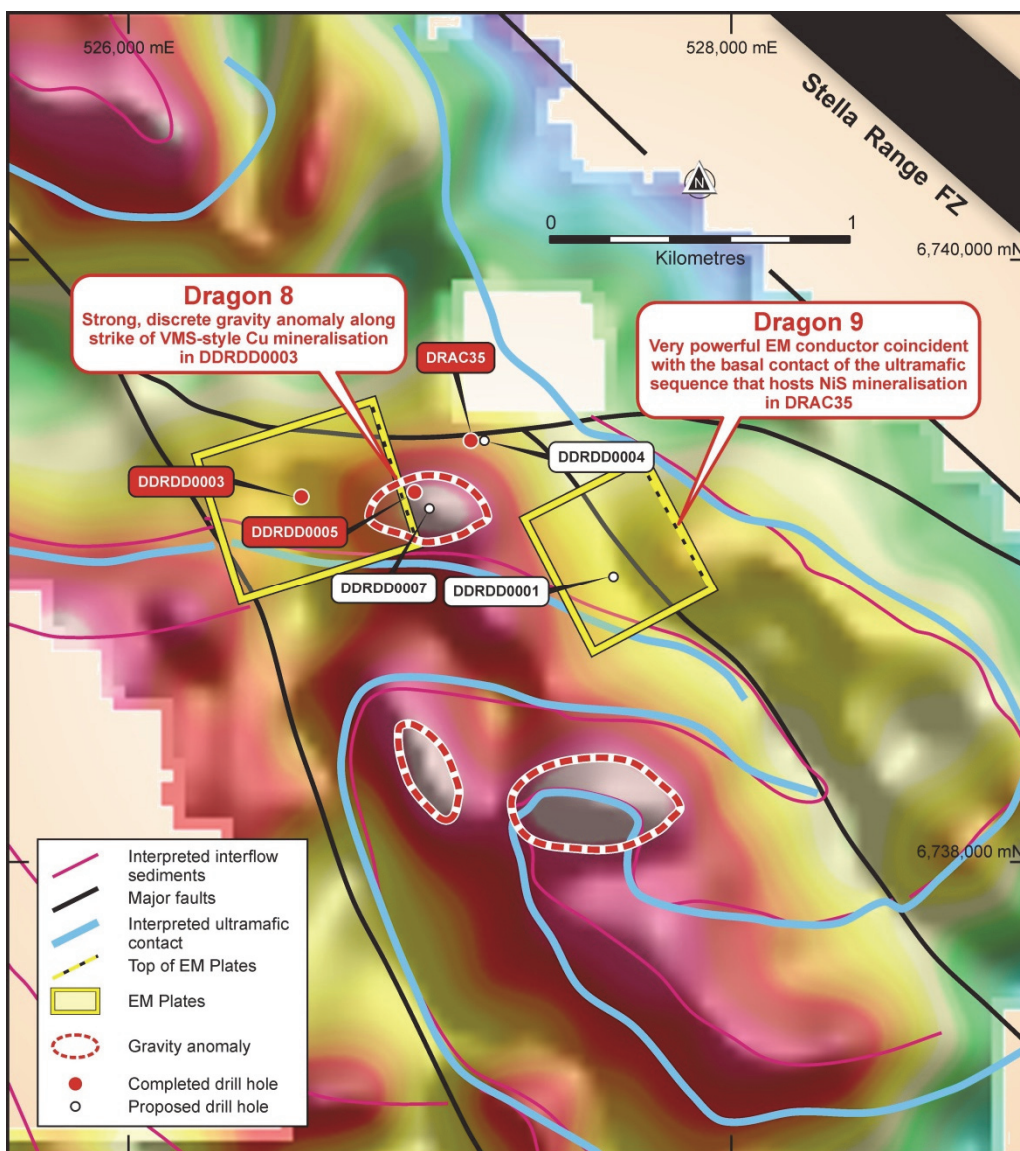 526,000 mE
528,000 mE
Stella Range FZ
N
0
1
Kilometres
6,740,000 mN
Dragon 8
Strong, discrete gravity anomaly along
strike of VMS-style Cu mineralisation
in DDRDD0003
DRAC35
Dragon 9
Very powerful EM conductor coincident
with the basal contact of the ultramafic
sequence that hosts NiS mineralisation
in DRAC35
DDRDD0004
DDRDD0003
DDRDD0005
DDRDD0007
DDRDD0001
6,738,000 mN
Interpreted interflow
sediments
Major faults
Interpreted ultramafic
contact
Top of EM Plates
EM Plates
Gravity anomaly
Completed drill hole
Proposed drill hole